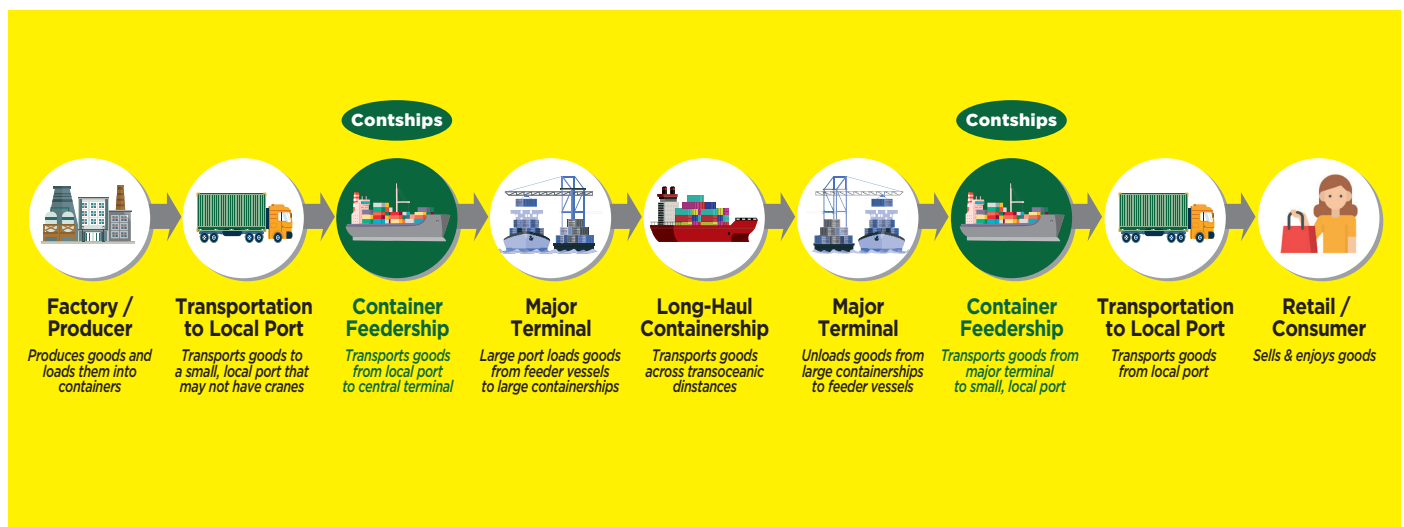 Contships
Contships
Factory /
Producer
Produces goods and
loads them into
containers
Transportation
to Local Port
Transports goods to
a small, local port that
may not have cranes
Container
Feedership
Transports goods
from local port
to central terminal
Major
Terminal
Large port loads goods
from feeder vessels
to large containerships
Long-Haul
Containership
Transports goods
across transoceanic
dinstances
Major
Terminal
Unloads goods from
large containerships
to feeder vessels
Container
Feedership
Transports goods from
major terminal
to small, local port
Transportation
to Local Port
Transports goods
from local port
Retail /
Consumer
Sells & enjoys goods